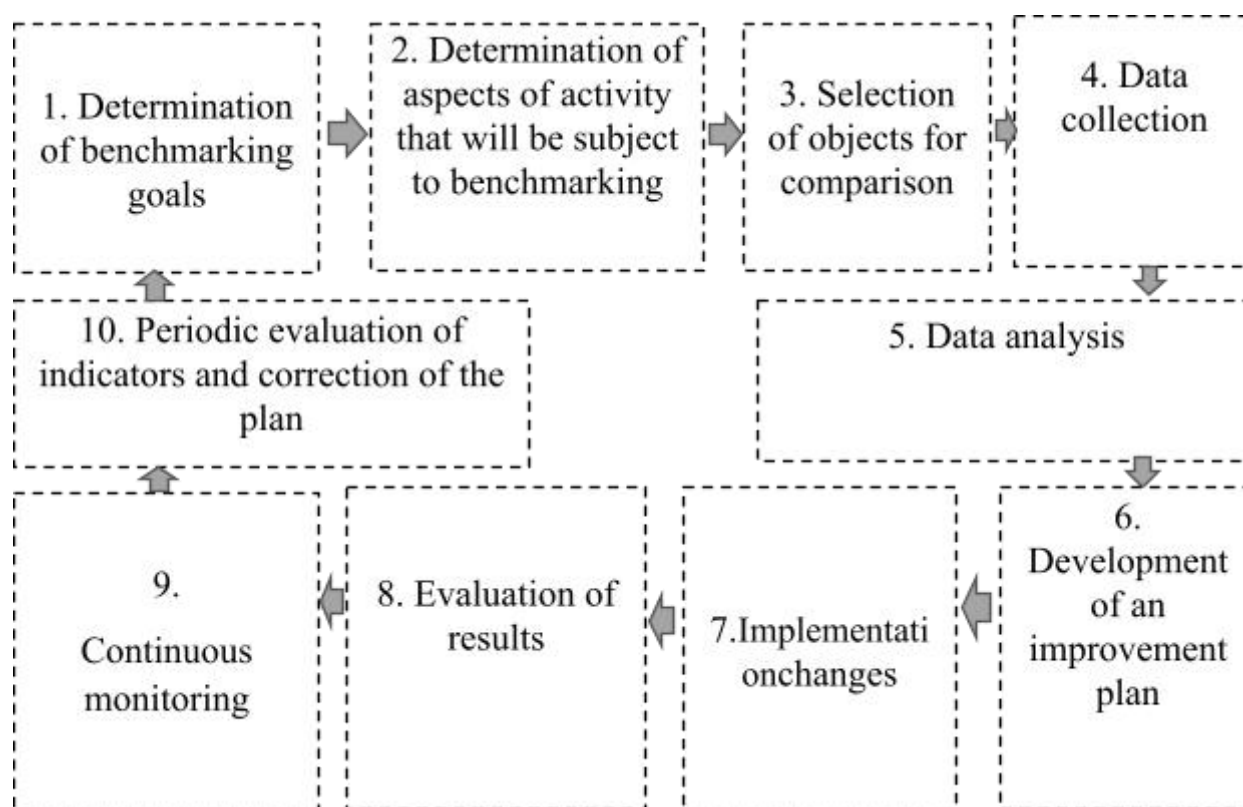 1. Determination
of benchmarking
goals
2. Determination of
aspects of activity
that will be subject
to benchmarking
3. Selection
of objects for
comparison
4. Data
collection
5. Data analysis
6.
Development
of an
improvement
plan
7.Implementati
onchanges
8. Evaluation of
results
9.
Continuous
monitoring
10. Periodic evaluation of
indicators and correction of the
plan